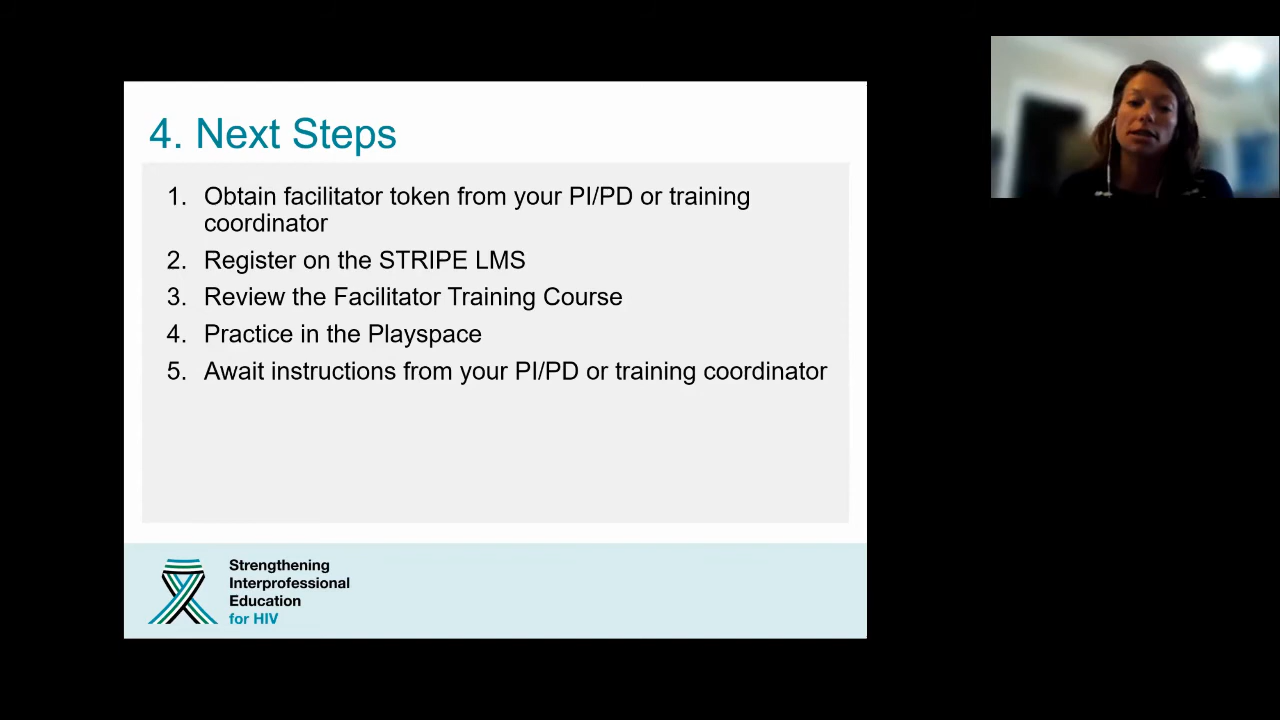 4. Next Steps
1. Obtain facilitator token from your PI/PD or training
coordinator
2. Register on the STRIPE LMS
3. Review the Facilitator Training Course
4. Practice in the Playspace
5. Await instructions from your PI/PD or training coordinator
Strengthening
Interprofessional
Education
for HIV